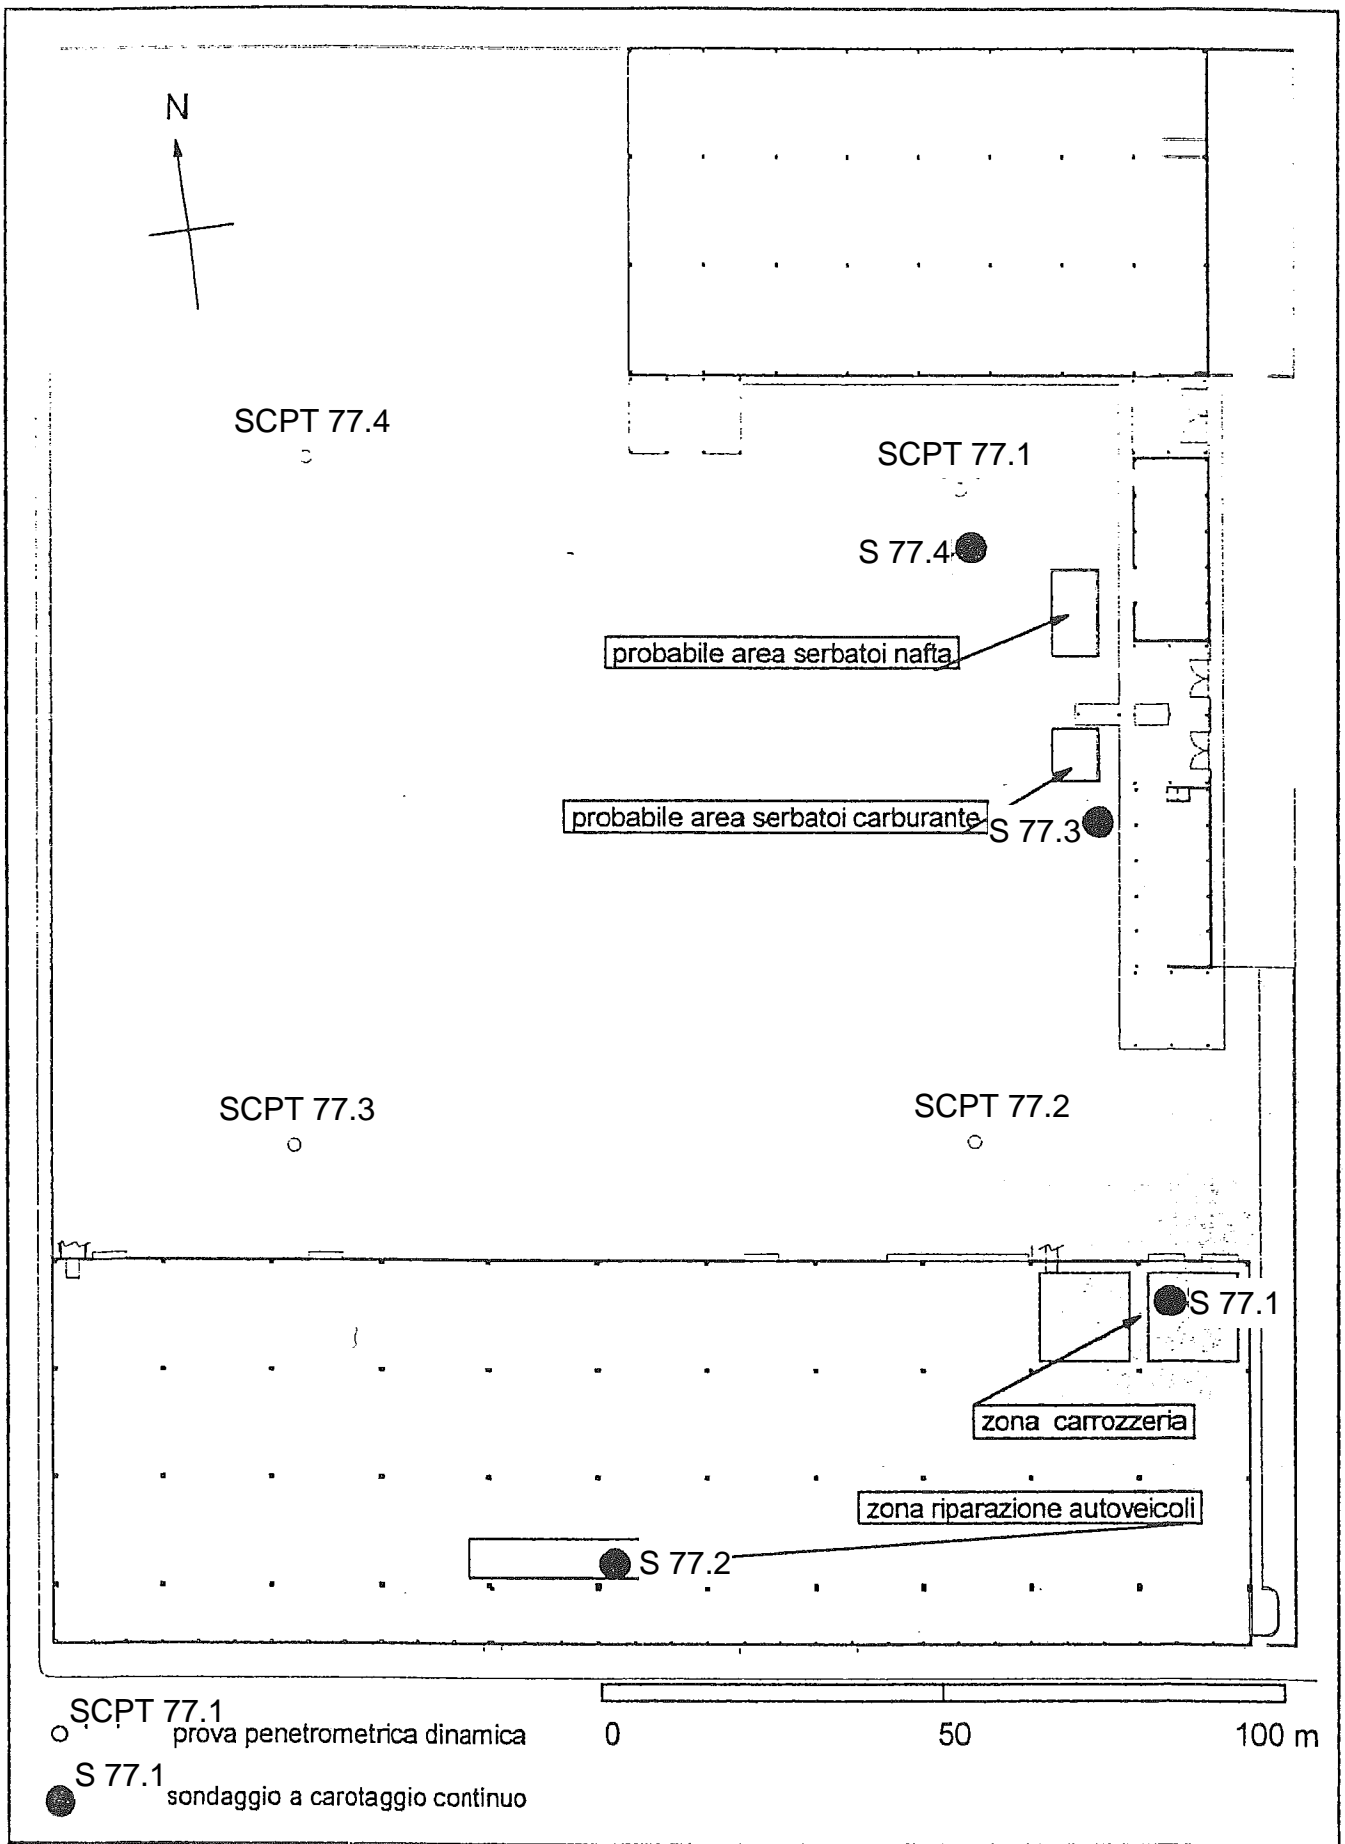 N
SCPT 77.4
SCPT 77.1
S 77.4
probabile area serbatoi nafta
probabile area serbatoi carburante
S 77.3
SCPT 77.3
SCPT 77.2
S 77.1
zona carrozzeria
zona riparazione autoveicoli
S 77.2
SCPT 77.1
prova penetrometrica dinamica
0 50 100 m
S 77.1
sondaggio a carotaggio continuo